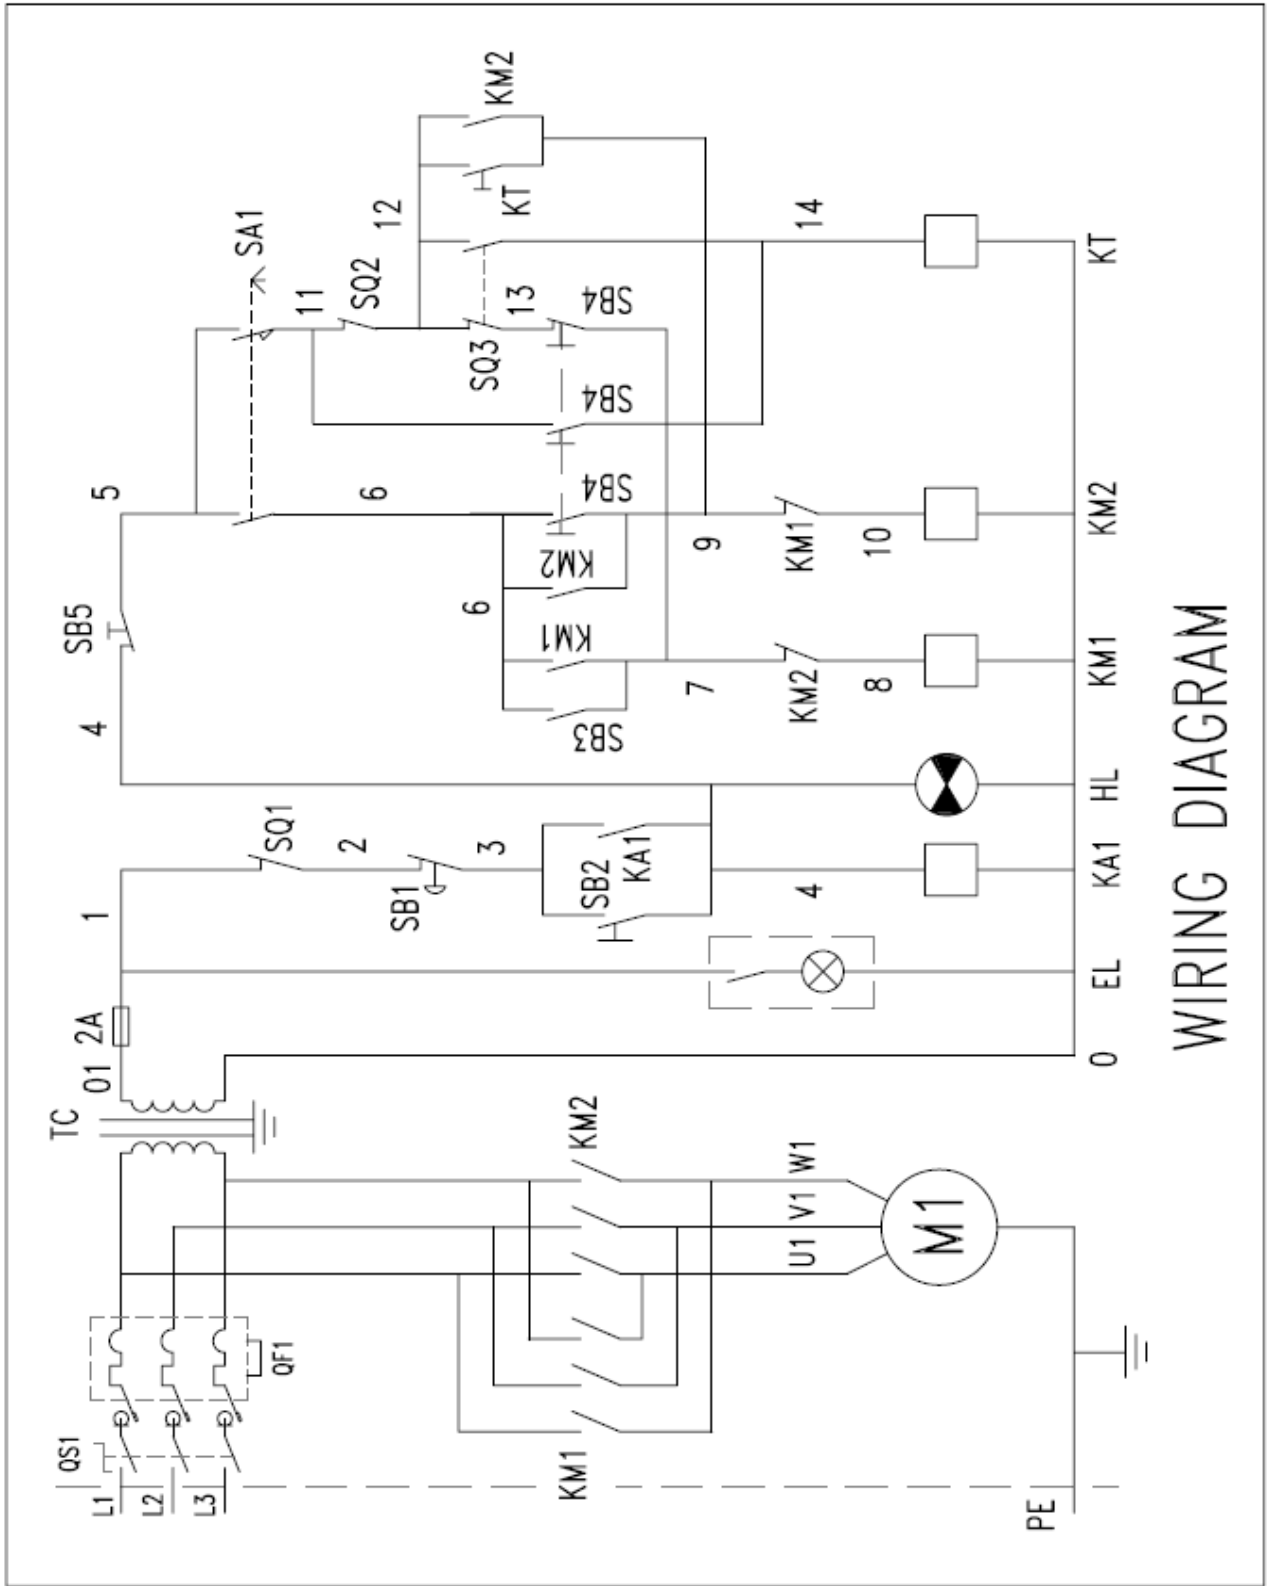 TC
QS1
L1
L2
L3
QF1
01
2A
1
4
SB5
5
SQ1
2
SB1
3
SB2
KA1
4
SA1
11
SQ2
12
KM2
KT
SQ3
13
SB4
SB4
SB4
6
6
KM2
KM1
SB3
7
9
KM2
KM1
8
10
14
KM1
KM2
U1
V1
W1
M1
PE
0
EL
KA1
HL
KM1
KM2
KT
WIRING DIAGRAM